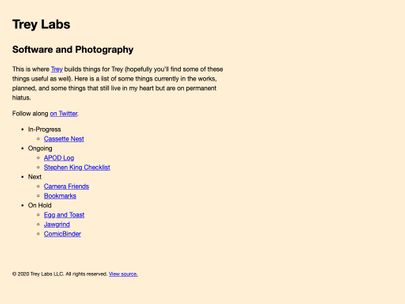 Trey Labs
Software and Photography
This is where Trey builds things for Trey (hopefully you'll find some of these
things useful as well). Here is a list of some things currently in the works,
planned, and some things that still live in my heart but are on permanent
hiatus.
Follow along on Twitter.
In-Progress
Cassette Nest
Ongoing
APOD Log
Stephen King Checklist
Next
Camera Friends
Bookmarks
On Hold
Egg and Toast
Jawgrind
ComicBinder
© 2020 Trey Labs LLC. All rights reserved. View source.